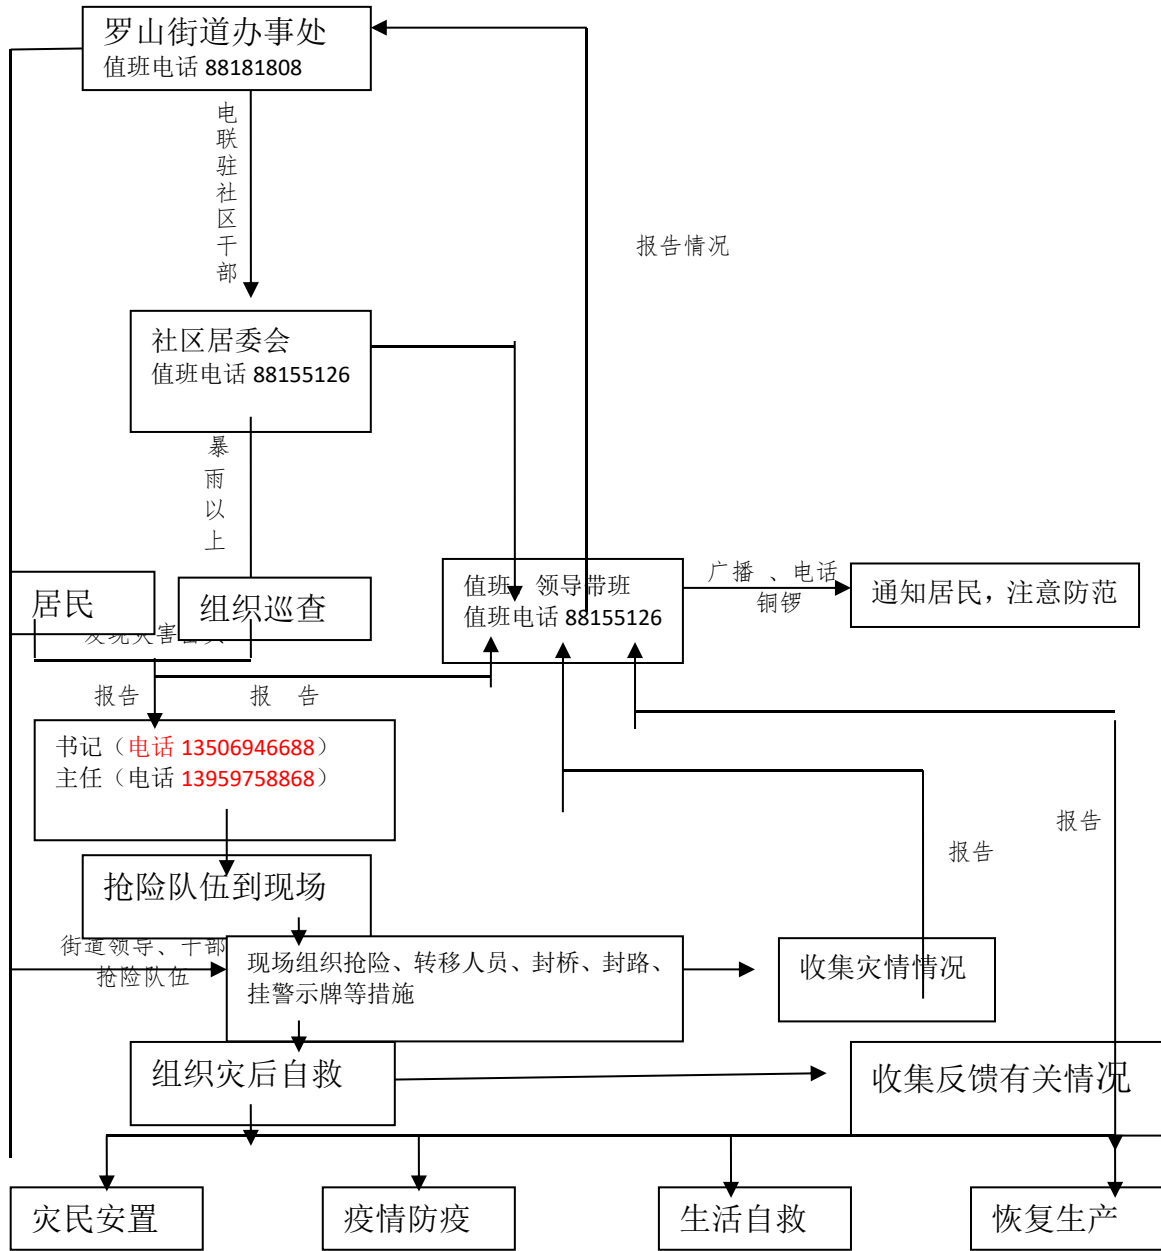 罗山街道办事处
值班电话 88181808
电联驻社区干部
报告情况
社区居委会
值班电话 88155126
暴雨以上
居民
组织巡查
值班 领导带班
值班电话 88155126
广播 、电话
铜锣
通知居民，注意防范
报告
报 告
书记（电话 13506946688）
主任（电话 13959758868）
报告
报告
抢险队伍到现场
街道领导、干部
抢险队伍
现场组织抢险、转移人员、封桥、封路、
挂警示牌等措施
收集灾情情况
组织灾后自救
收集反馈有关情况
灾民安置
疫情防疫
生活自救
恢复生产